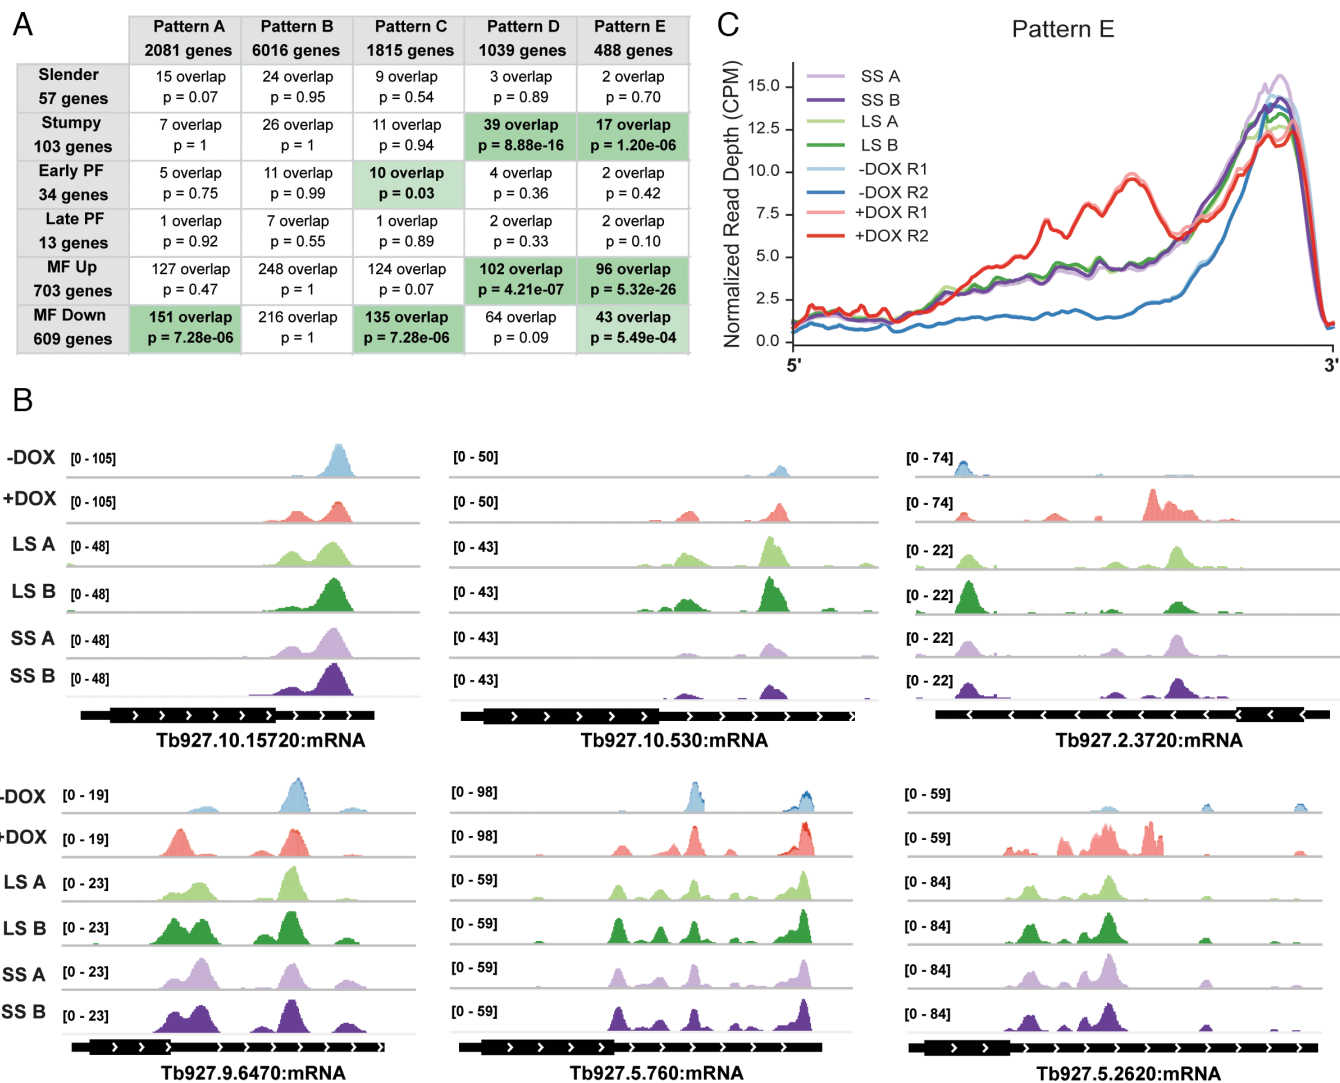 A
Pattern A Pattern B Pattern C Pattern D Pattern E
2081 genes 6016 genes 1815 genes 1039 genes 488 genes
Slender 15 overlap 24 overlap 9 overlap 3 overlap 2 overlap
57 genes p = 0.07 p = 0.95 p = 0.54 p = 0.89 p = 0.70
Stumpy 7 overlap 26 overlap 11 overlap 39 overlap 17 overlap
103 genes p = 1 p = 1 p = 0.94 p = 8.88e-16 p = 1.20e-06
Early PF 5 overlap 11 overlap 10 overlap 4 overlap 2 overlap
34 genes p = 0.75 p = 0.99 p = 0.03 p = 0.36 p = 0.42
Late PF 1 overlap 7 overlap 1 overlap 2 overlap 2 overlap
13 genes p = 0.92 p = 0.55 p = 0.89 p = 0.33 p = 0.10
MF Up 127 overlap 248 overlap 124 overlap 102 overlap 96 overlap
703 genes p = 0.47 p = 1 p = 0.07 p = 4.21e-07 p = 5.32e-26
MF Down 151 overlap 216 overlap 135 overlap 64 overlap 43 overlap
609 genes p = 7.28e-06 p = 1 p = 7.28e-06 p = 0.09 p = 5.49e-04
C
Pattern E
Normalized Read Depth (CPM)
15.0
12.5
10.0
7.5
5.0
2.5
0.0
SS A
SS B
LS A
LS B
-DOX R1
-DOX R2
+DOX R1
+DOX R2
5' 3'
B
-DOX [0 - 105] [0 - 50] [0 - 74]
+DOX [0 - 105] [0 - 50] [0 - 74]
LS A [0 - 48] [0 - 43] [0 - 22]
LS B [0 - 48] [0 - 43] [0 - 22]
SS A [0 - 48] [0 - 43] [0 - 22]
SS B [0 - 48] [0 - 43] [0 - 22]
Tb927.10.15720:mRNA Tb927.10.530:mRNA Tb927.2.3720:mRNA
-DOX [0 - 19] [0 - 98] [0 - 59]
+DOX [0 - 19] [0 - 98] [0 - 59]
LS A [0 - 23] [0 - 59] [0 - 84]
LS B [0 - 23] [0 - 59] [0 - 84]
SS A [0 - 23] [0 - 59] [0 - 84]
SS B [0 - 23] [0 - 59] [0 - 84]
Tb927.9.6470:mRNA Tb927.5.760:mRNA Tb927.5.2620:mRNA